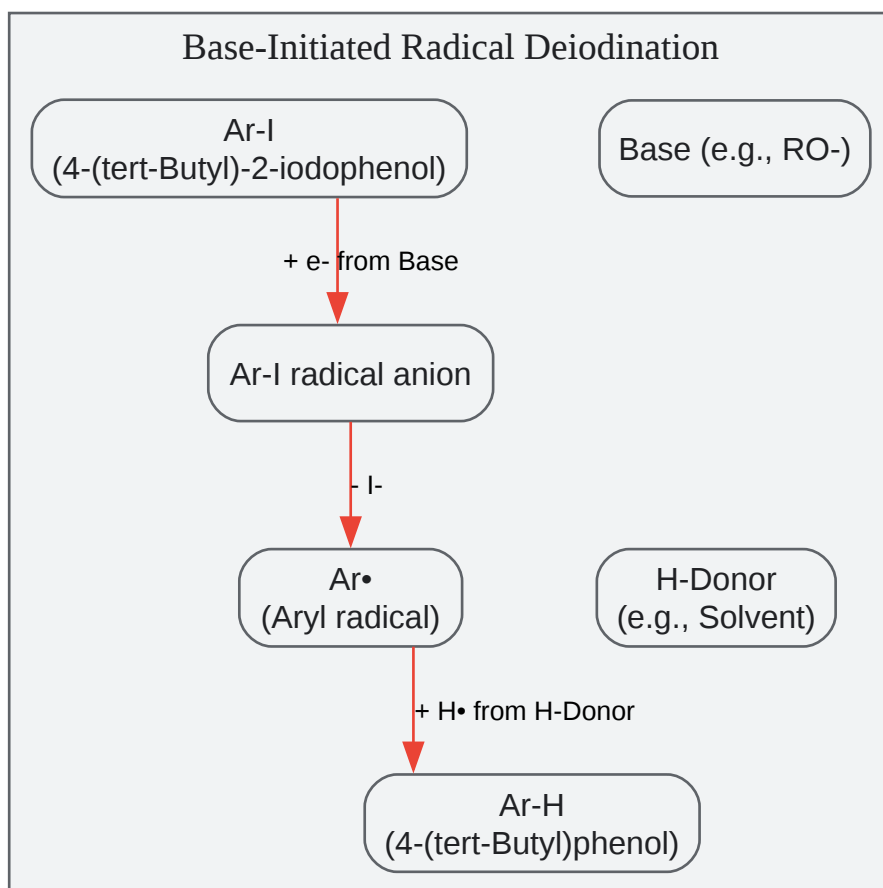 Base-Initiated Radical Deiodination
Ar-I
(4-(tert-Butyl)-2-iodophenol)
Base (e.g., RO-)
+ e- from Base
Ar-I radical anion
- I-
Ar•
(Aryl radical)
H-Donor
(e.g., Solvent)
+ H• from H-Donor
Ar-H
(4-(tert-Butyl)phenol)